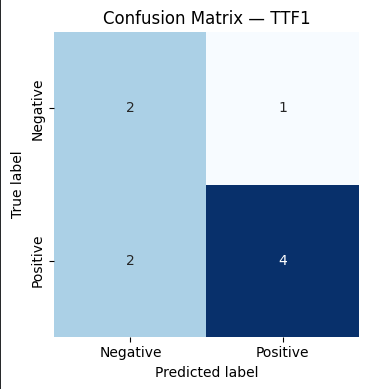 Confusion Matrix — TTF1
True label
Negative
2 1
Positive
2 4
Negative Positive
Predicted label